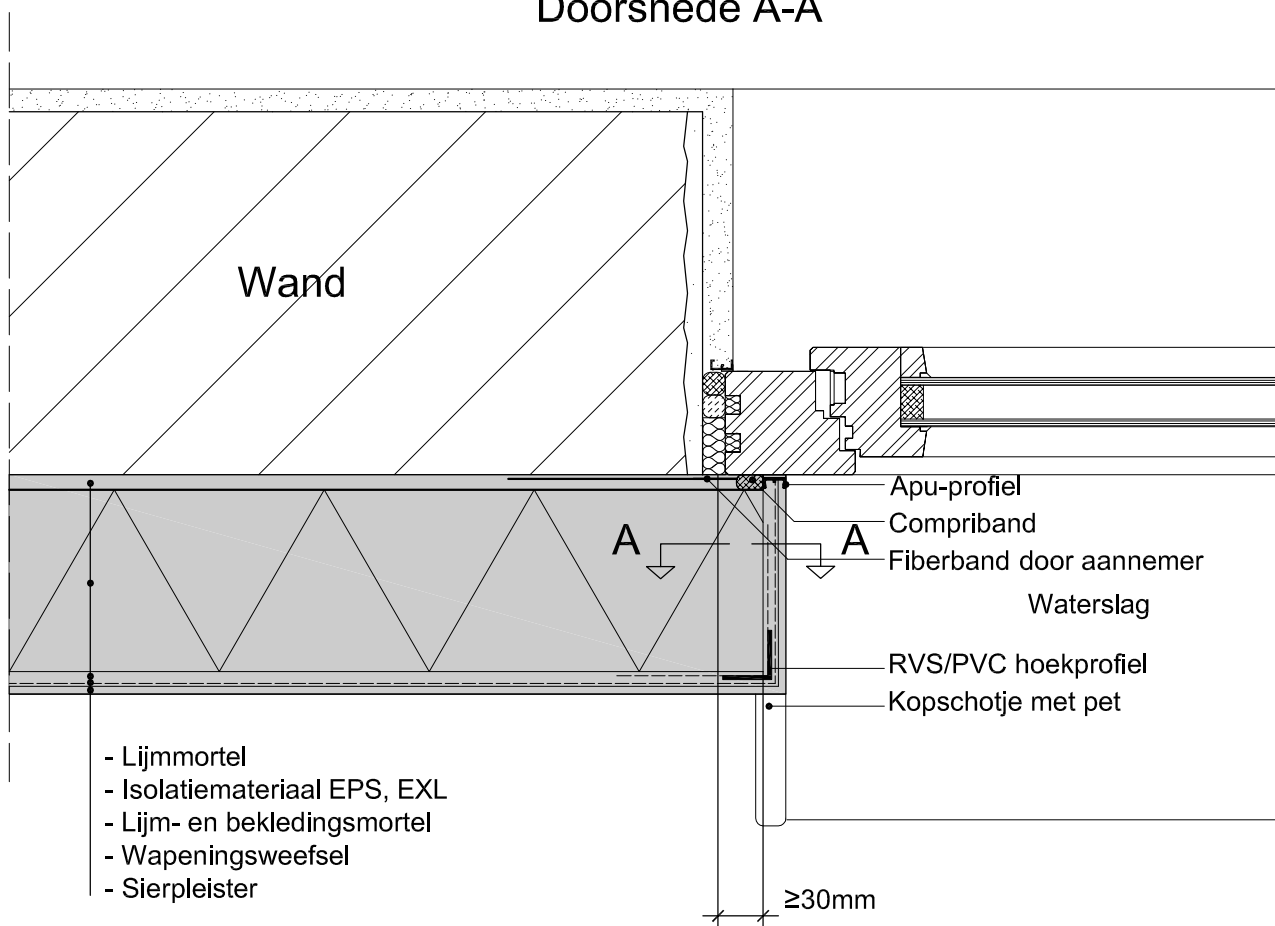 Doorsnede A-A
Wand
Apu-profiel
Compriband
A A
Fiberband door aannemer
Waterslag
RVS/PVC hoekprofiel
Kopschotje met pet
- Lijmmortel
- Isolatiemateriaal EPS, EXL
- Lijm- en bekledingsmortel
- Wapeningsweefsel
- Sierpleister
≥30mm